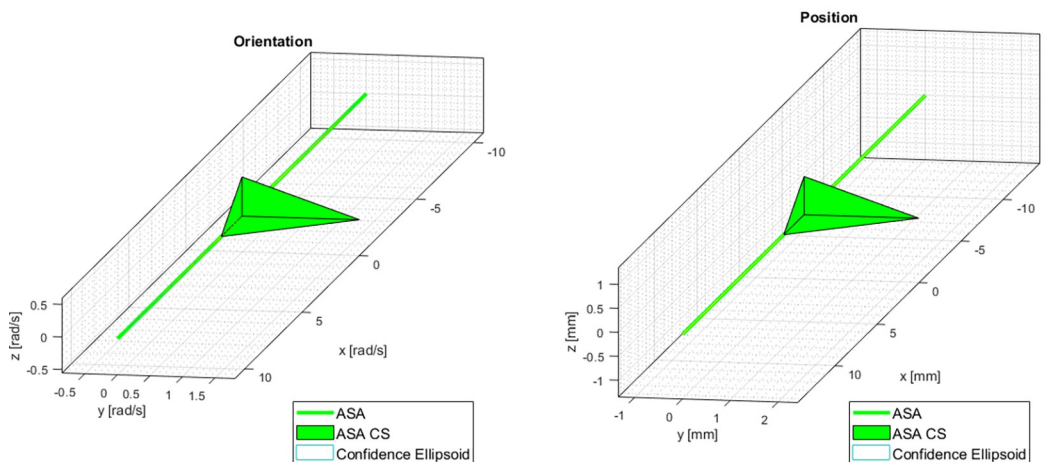 Orientation
-10
-5
0
5
10
x [rad/s]
0.5
0
-0.5
z [rad/s]
-0.5
0
0.5
1
1.5
y [rad/s]
ASA
ASA CS
Confidence Ellipsoid
Position
-10
-5
0
5
10
x [mm]
1
0.5
0
-0.5
-1
z [mm]
-1
0
1
2
y [mm]
ASA
ASA CS
Confidence Ellipsoid